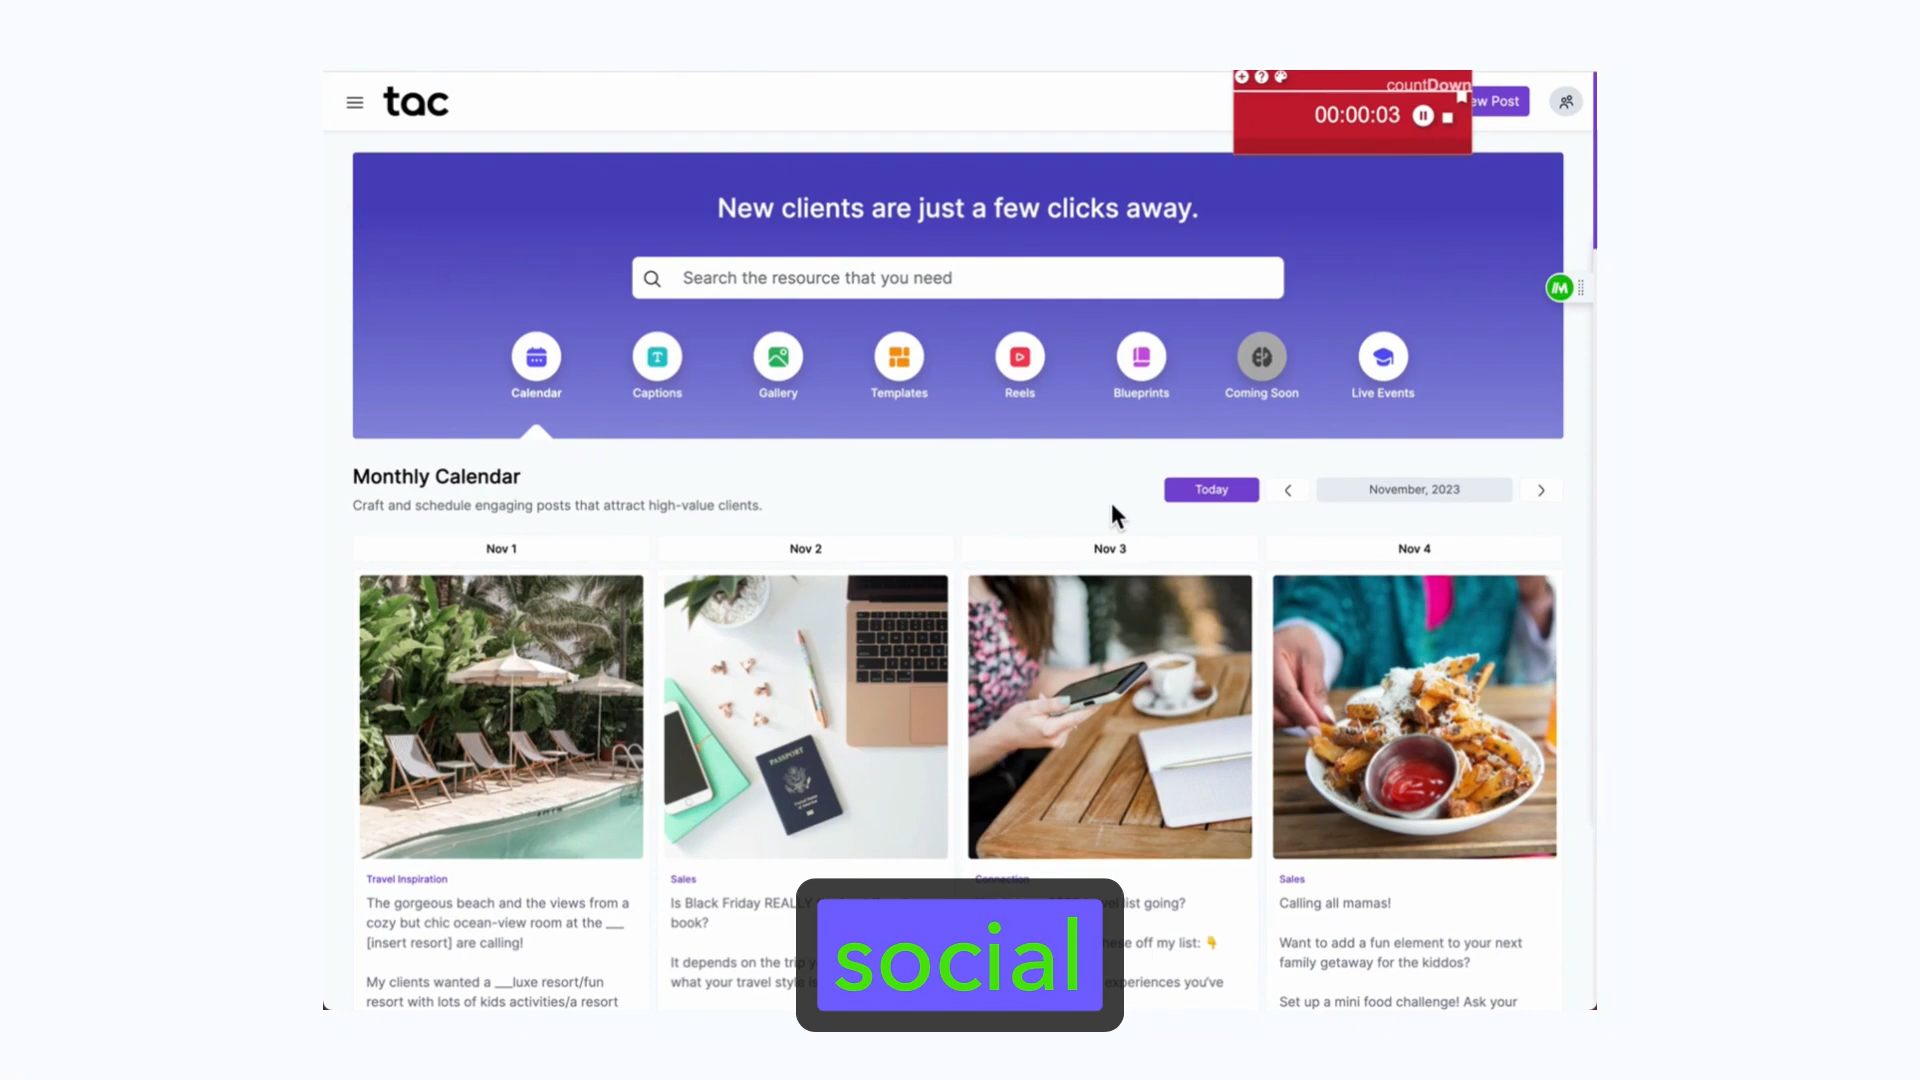 tac
countDown
00:00:03
ew Post
New clients are just a few clicks away.
Search the resource that you need
Calendar
Captions
Gallery
Templates
Reels
Blueprints
Coming Soon
Live Events
Monthly Calendar
Craft and schedule engaging posts that attract high-value clients.
Today
November, 2023
Nov 1
Nov 2
Nov 3
Nov 4
PASSPORT
Travel Inspiration
The gorgeous beach and the views from a
cozy but chic ocean-view room at the ___
[insert resort] are calling!
My clients wanted a ___luxe resort/fun
resort with lots of kids activities/a resort
Sales
Is Black Friday REALLY
book?
It depends on the trip
what your travel style
Connection
list going?
off my list: 👇
experiences you've
Sales
Calling all mamas!
Want to add a fun element to your next
family getaway for the kiddos?
Set up a mini food challenge! Ask your
social